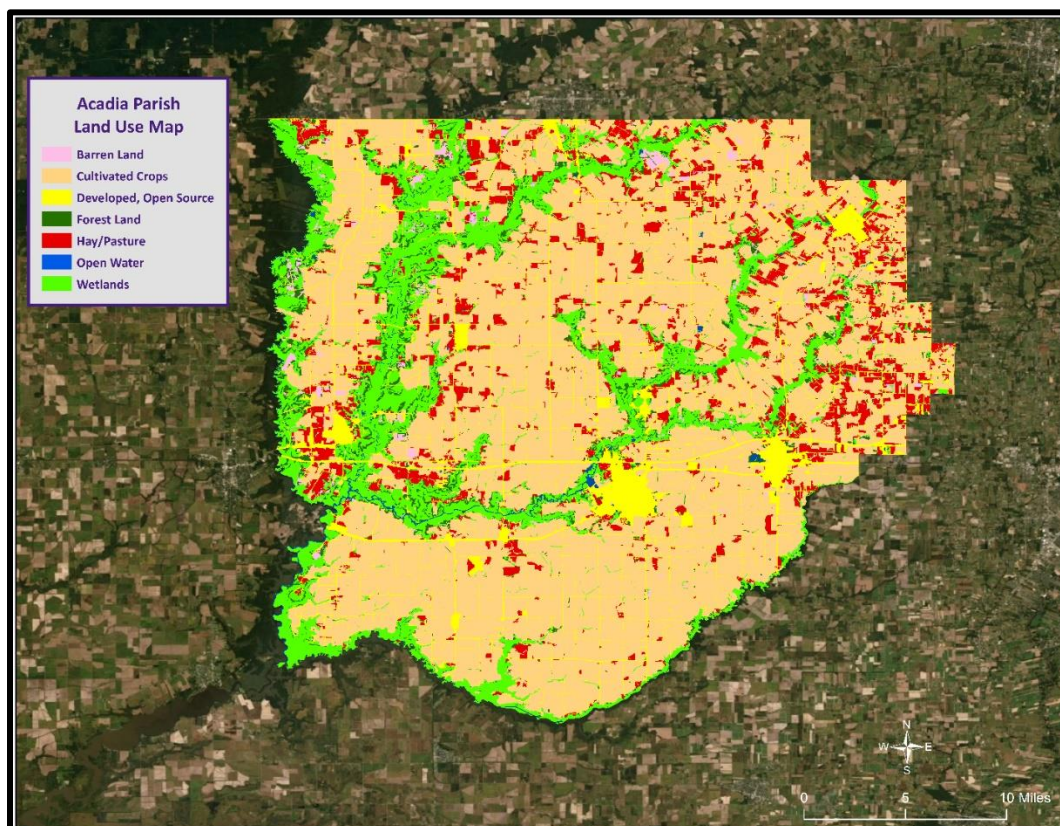 Acadia Parish
Land Use Map
Barren Land
Cultivated Crops
Developed, Open Source
Forest Land
Hay/Pasture
Open Water
Wetlands
N
W E
S
0 5 10 Miles